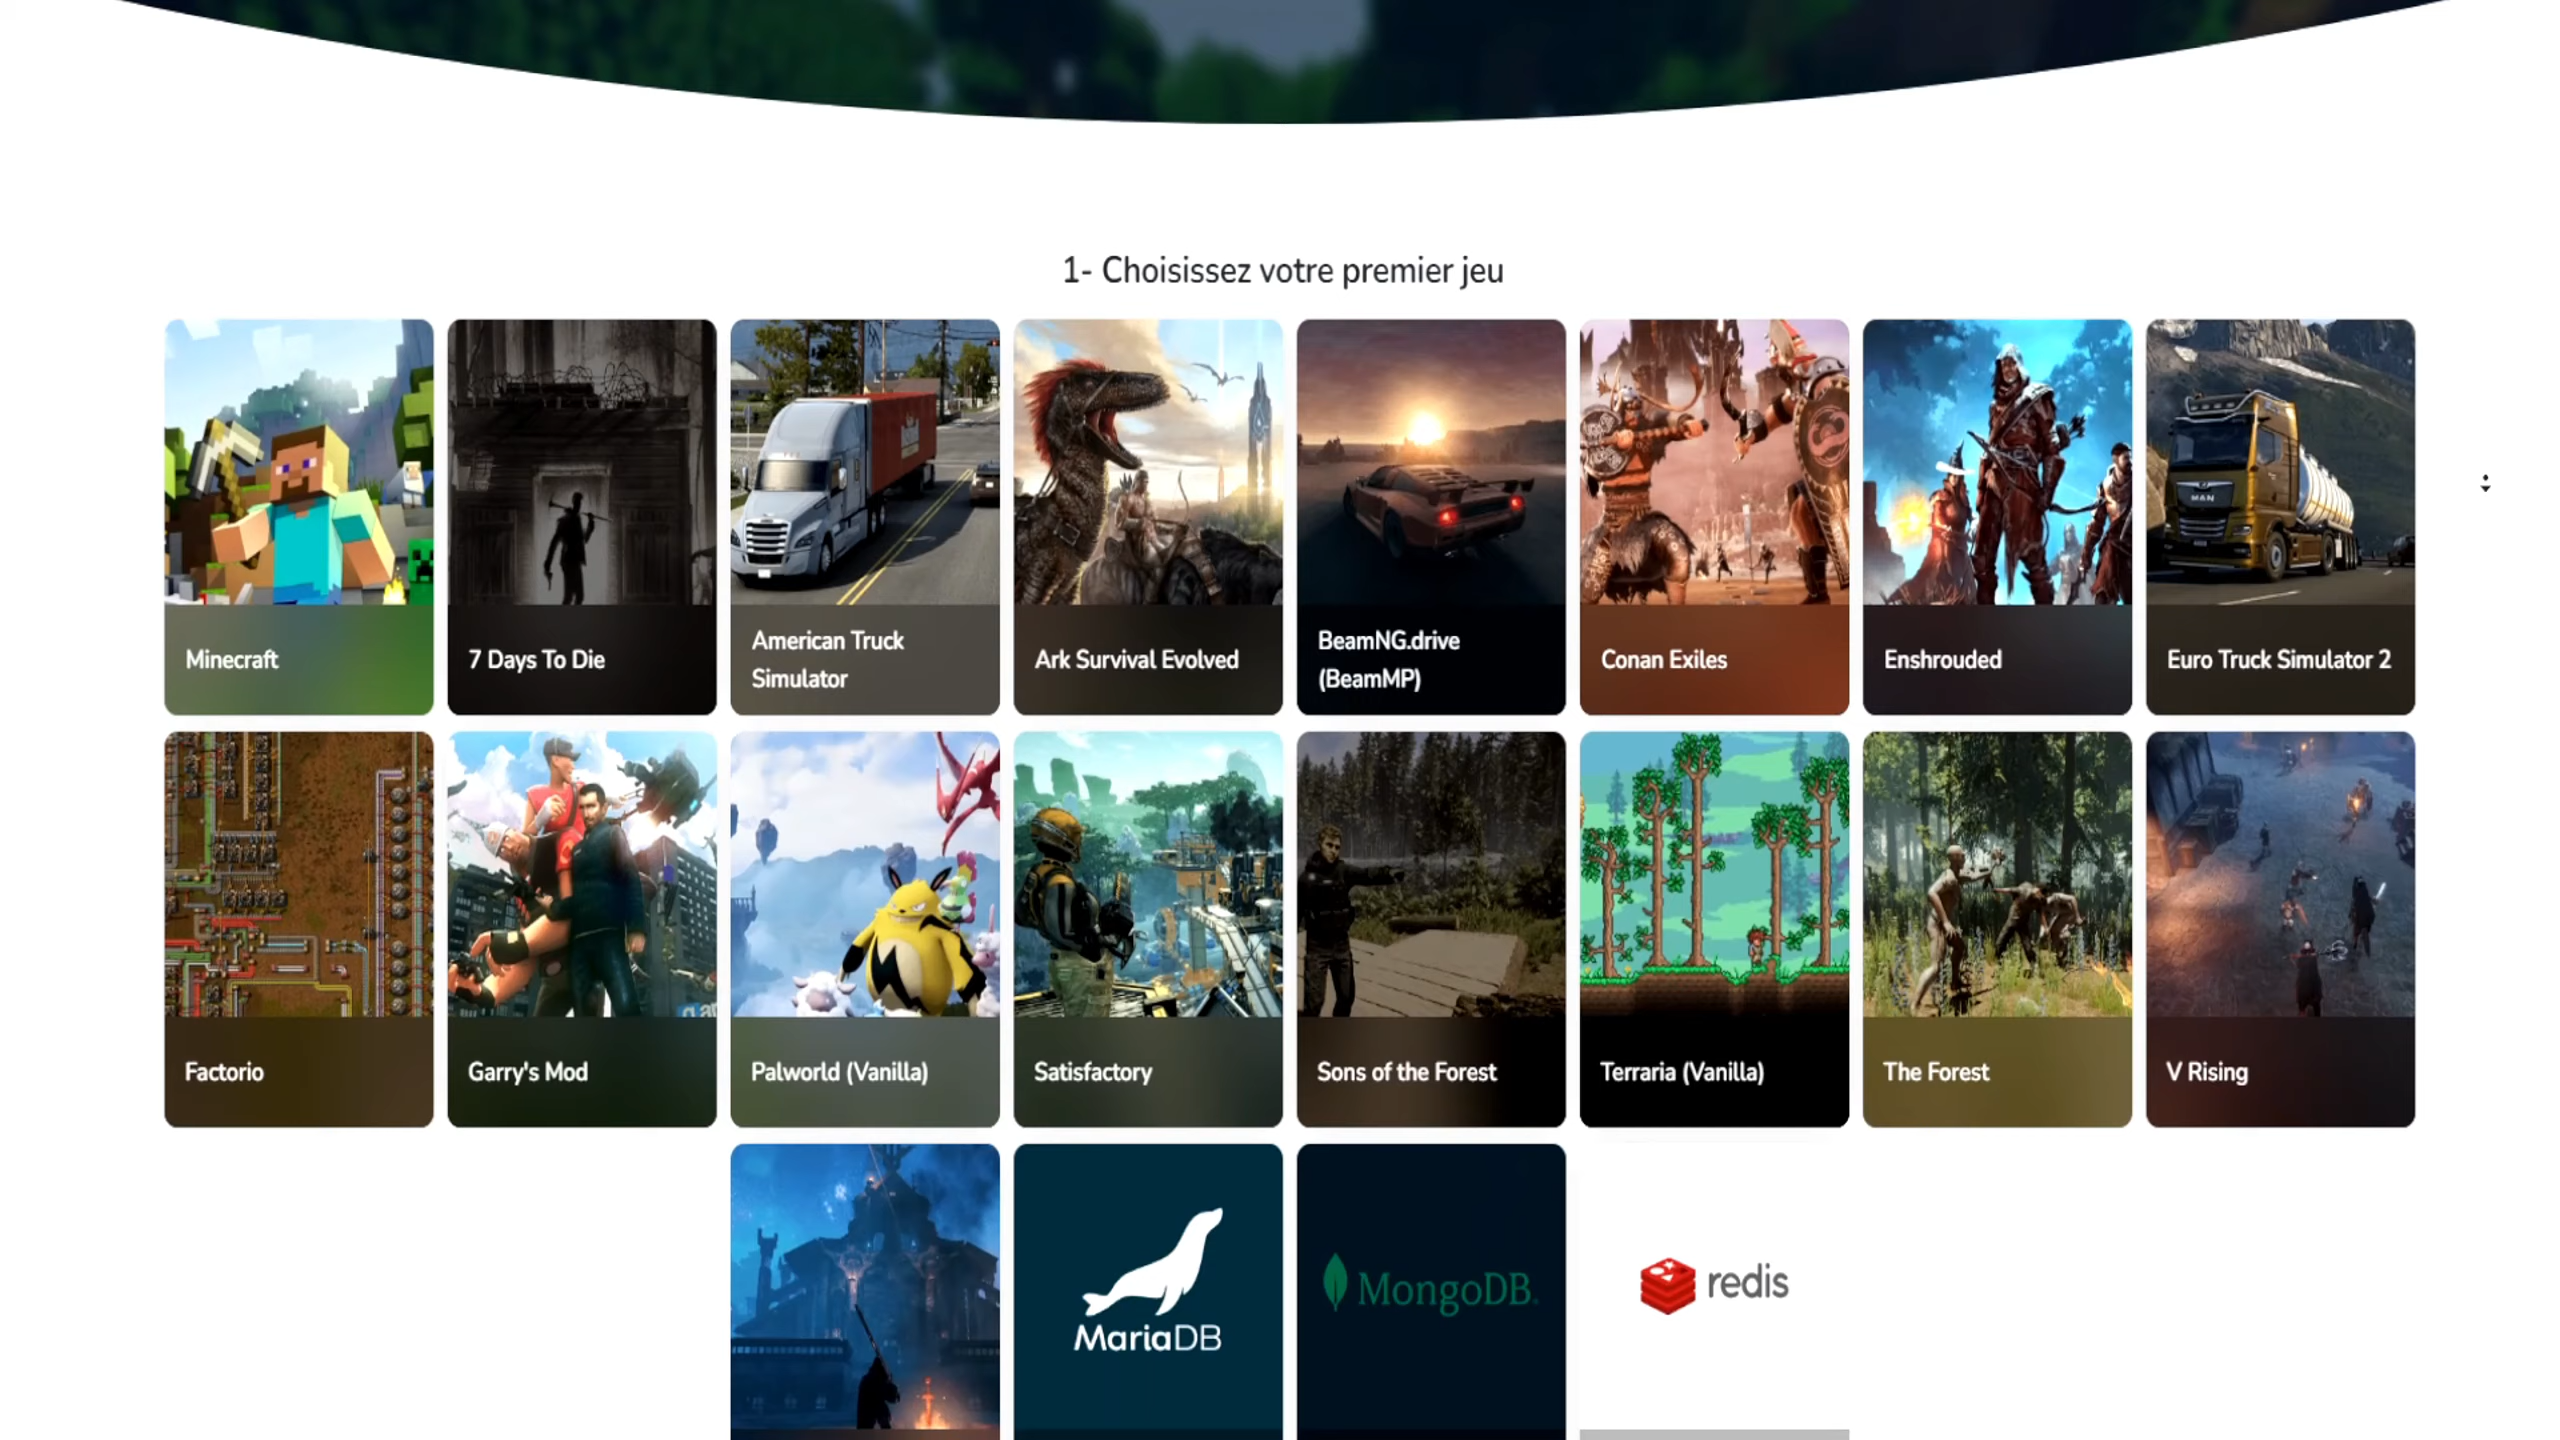 1- Choisissez votre premier jeu
Minecraft
7 Days To Die
American Truck
Simulator
Ark Survival Evolved
BeamNG.drive
(BeamMP)
Conan Exiles
Enshrouded
Euro Truck Simulator 2
Factorio
Garry's Mod
Palworld (Vanilla)
Satisfactory
Sons of the Forest
Terraria (Vanilla)
The Forest
V Rising
MariaDB
MongoDB.
redis